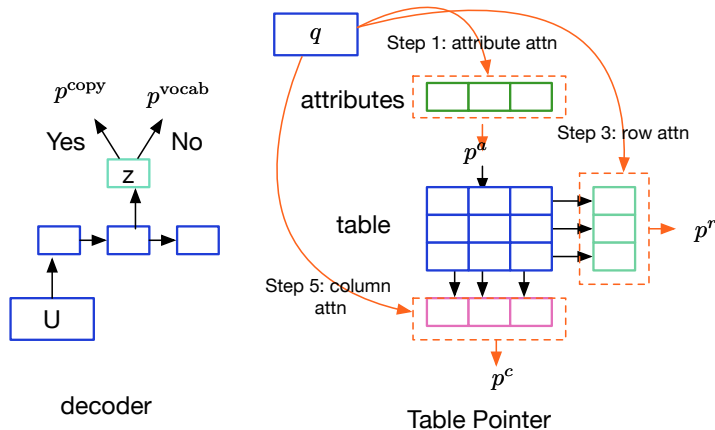 q
Step 1: attribute attn
p^copy p^vocab
attributes
Yes No
Step 3: row attn
p^a
z
table
p^r
Step 5: column
attn
U
p^c
decoder
Table Pointer